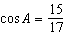 cos A = 15/17